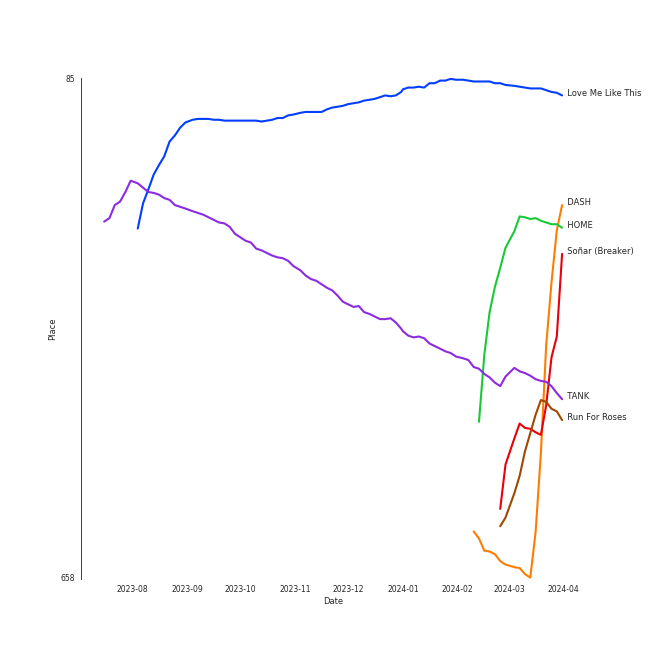 85
Love Me Like This
DASH
HOME
Soñar (Breaker)
Place
TANK
Run For Roses
658
2023-08
2023-09
2023-10
2023-11
2023-12
2024-01
2024-02
2024-03
2024-04
Date